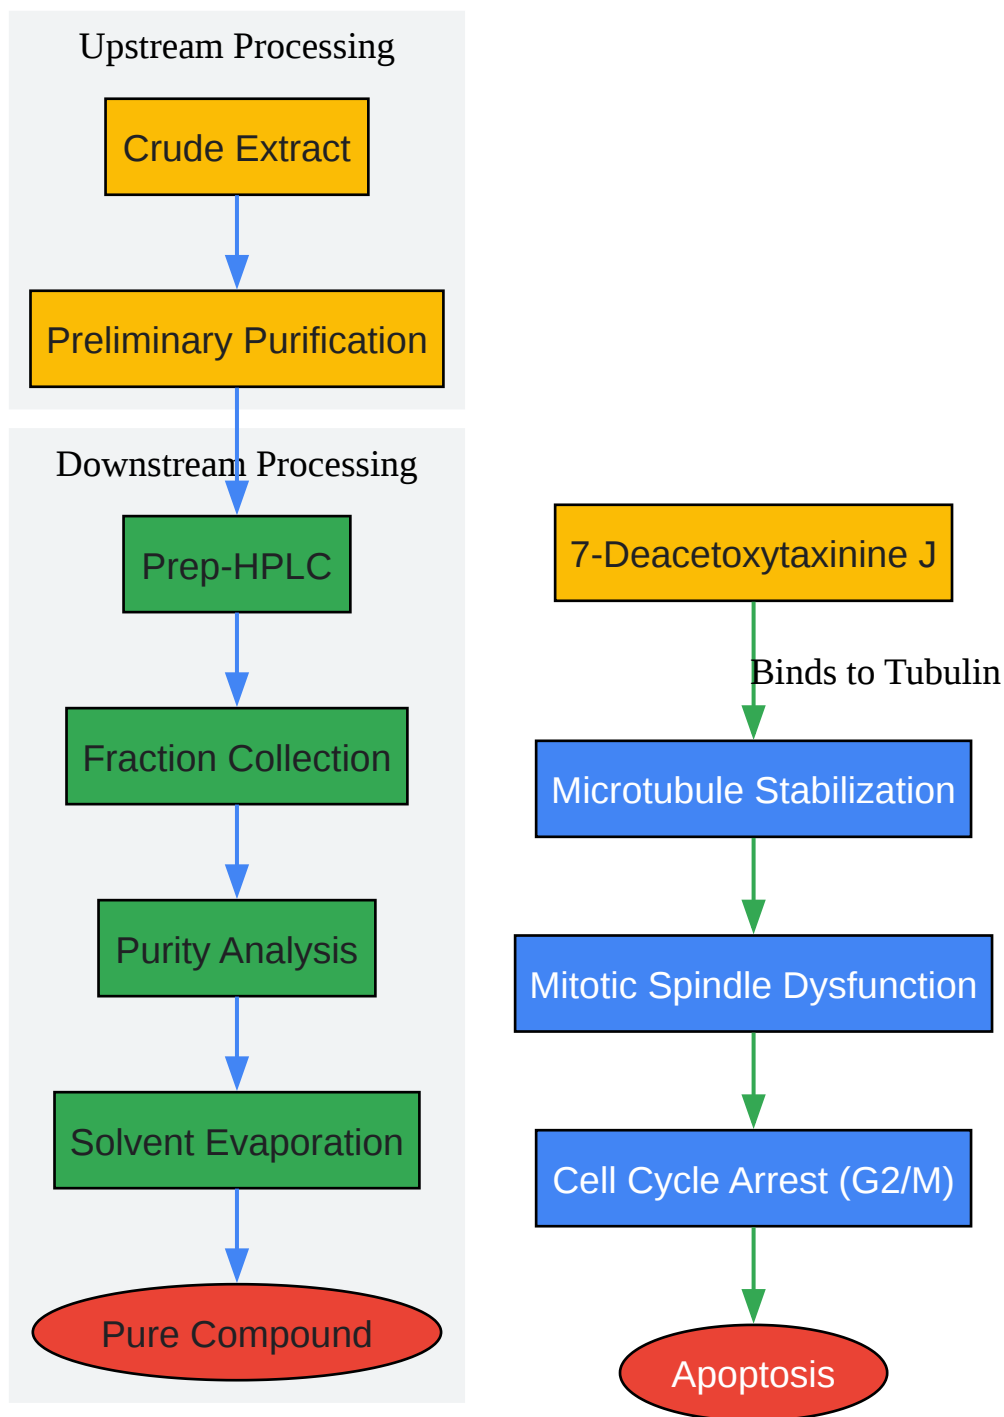 Upstream Processing
Crude Extract
Preliminary Purification
Downstream Processing
Prep-HPLC
Fraction Collection
Purity Analysis
Solvent Evaporation
Pure Compound
7-Deacetoxytaxinine J
Binds to Tubulin
Microtubule Stabilization
Mitotic Spindle Dysfunction
Cell Cycle Arrest (G2/M)
Apoptosis